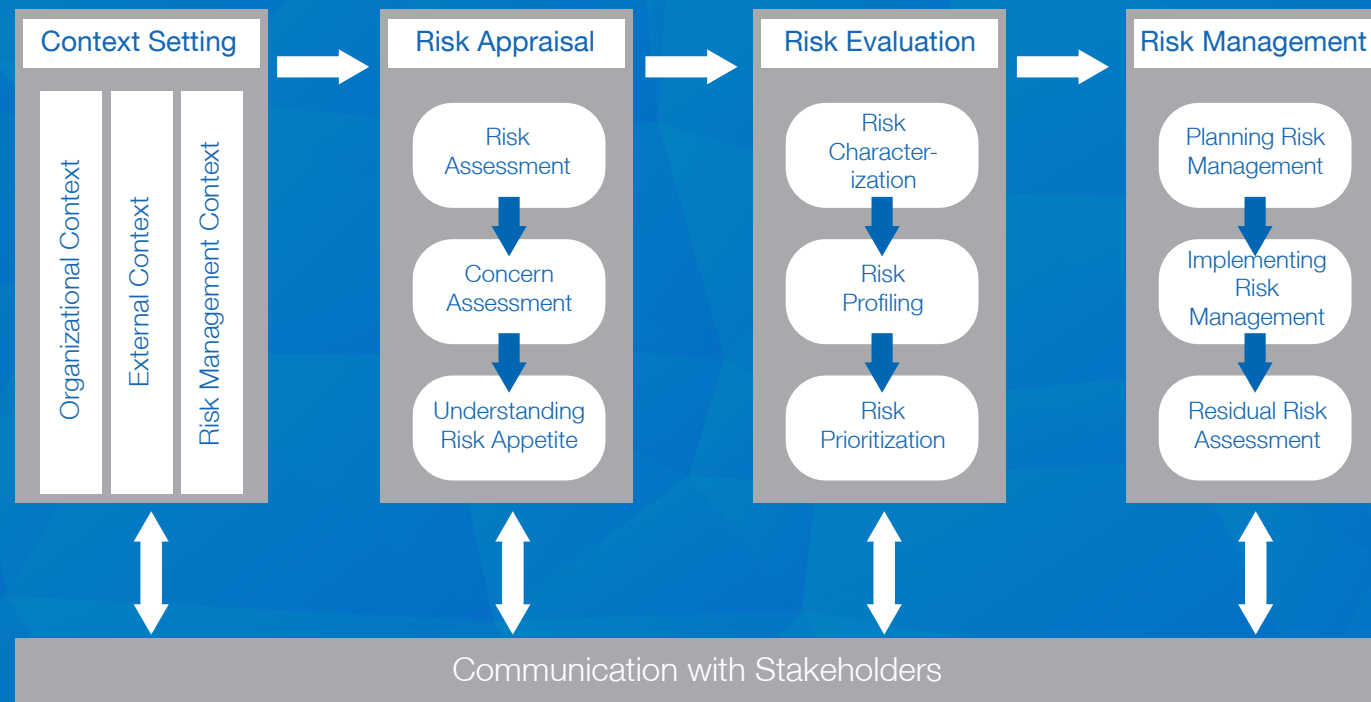 Context Setting
Organizational Context
External Context
Risk Management Context
Risk Appraisal
Risk
Assessment
Concern
Assessment
Understanding
Risk Appetite
Risk Evaluation
Risk
Character-
ization
Risk
Profiling
Risk
Prioritization
Risk Management
Planning Risk
Management
Implementing
Risk
Management
Residual Risk
Assessment
Communication with Stakeholders